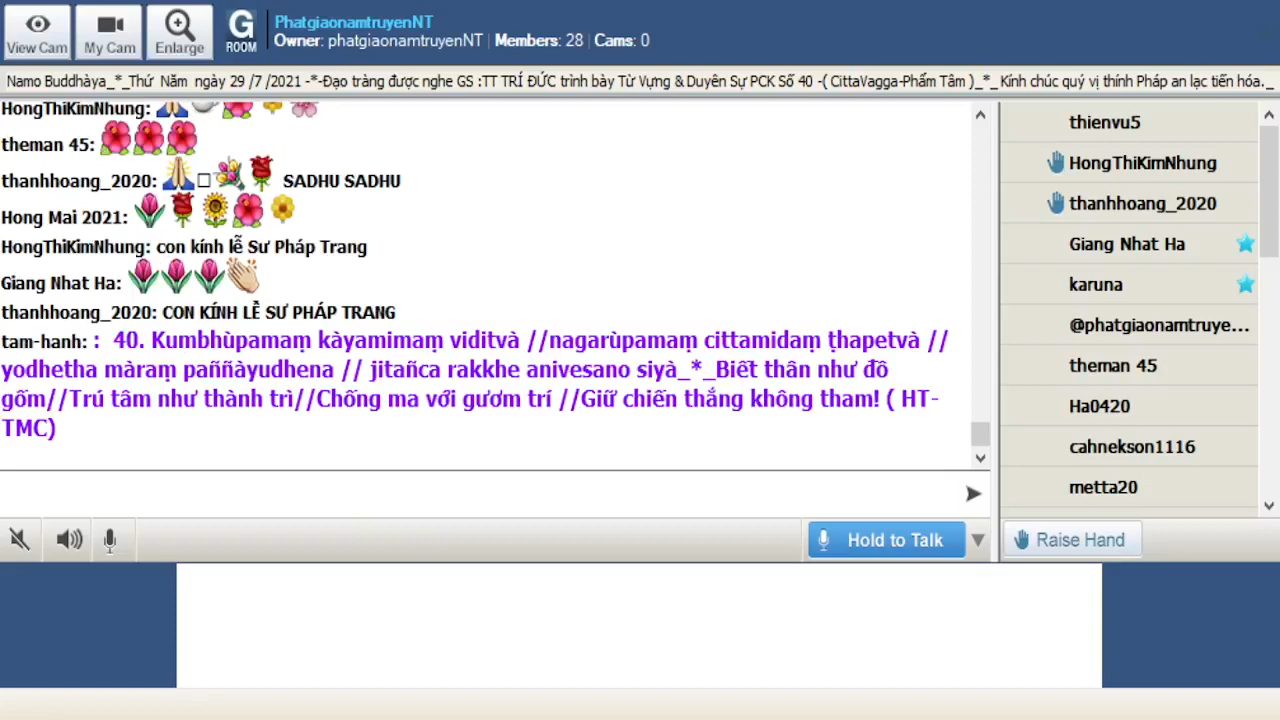 View Cam
My Cam
Enlarge
G
ROOM
PhatgiaonamtruyenNT
Owner: phatgiaonamtruyenNT | Members: 28 | Cams: 0
Namo Buddhàya_*_Thứ Năm ngày 29 /7 /2021 -*-Đạo tràng được nghe GS :TT TRÍ ĐỨC trình bày Từ Vựng & Duyên Sự PCK Số 40 -( CittaVagga-Phẩm Tâm )_*_Kính chúc quý vị thính Pháp an lạc tiến hóa._
HongThiKimNhung:
theman 45:
thanhhoang_2020: SADHU SADHU
Hong Mai 2021:
HongThiKimNhung: con kính lễ Sư Pháp Trang
Giang Nhat Ha:
thanhhoang_2020: CON KÍNH LỄ SƯ PHÁP TRANG
tam-hanh: : 40. Kumbhùpamaṃ kàyamimaṃ viditvà //nagarùpamaṃ cittamidaṃ ṭhapetvà //
yodhetha màraṃ paññàyudhena // jitañca rakkhe anivesano siyà_*_Biết thân như đồ
gốm//Trú tâm như thành trì//Chống ma với gươm trí //Giữ chiến thắng không tham! ( HT-
TMC)
thienvu5
HongThiKimNhung
thanhhoang_2020
Giang Nhat Ha
karuna
@phatgiaonamtruye...
theman 45
Ha0420
cahnekson1116
metta20
Hold to Talk
Raise Hand